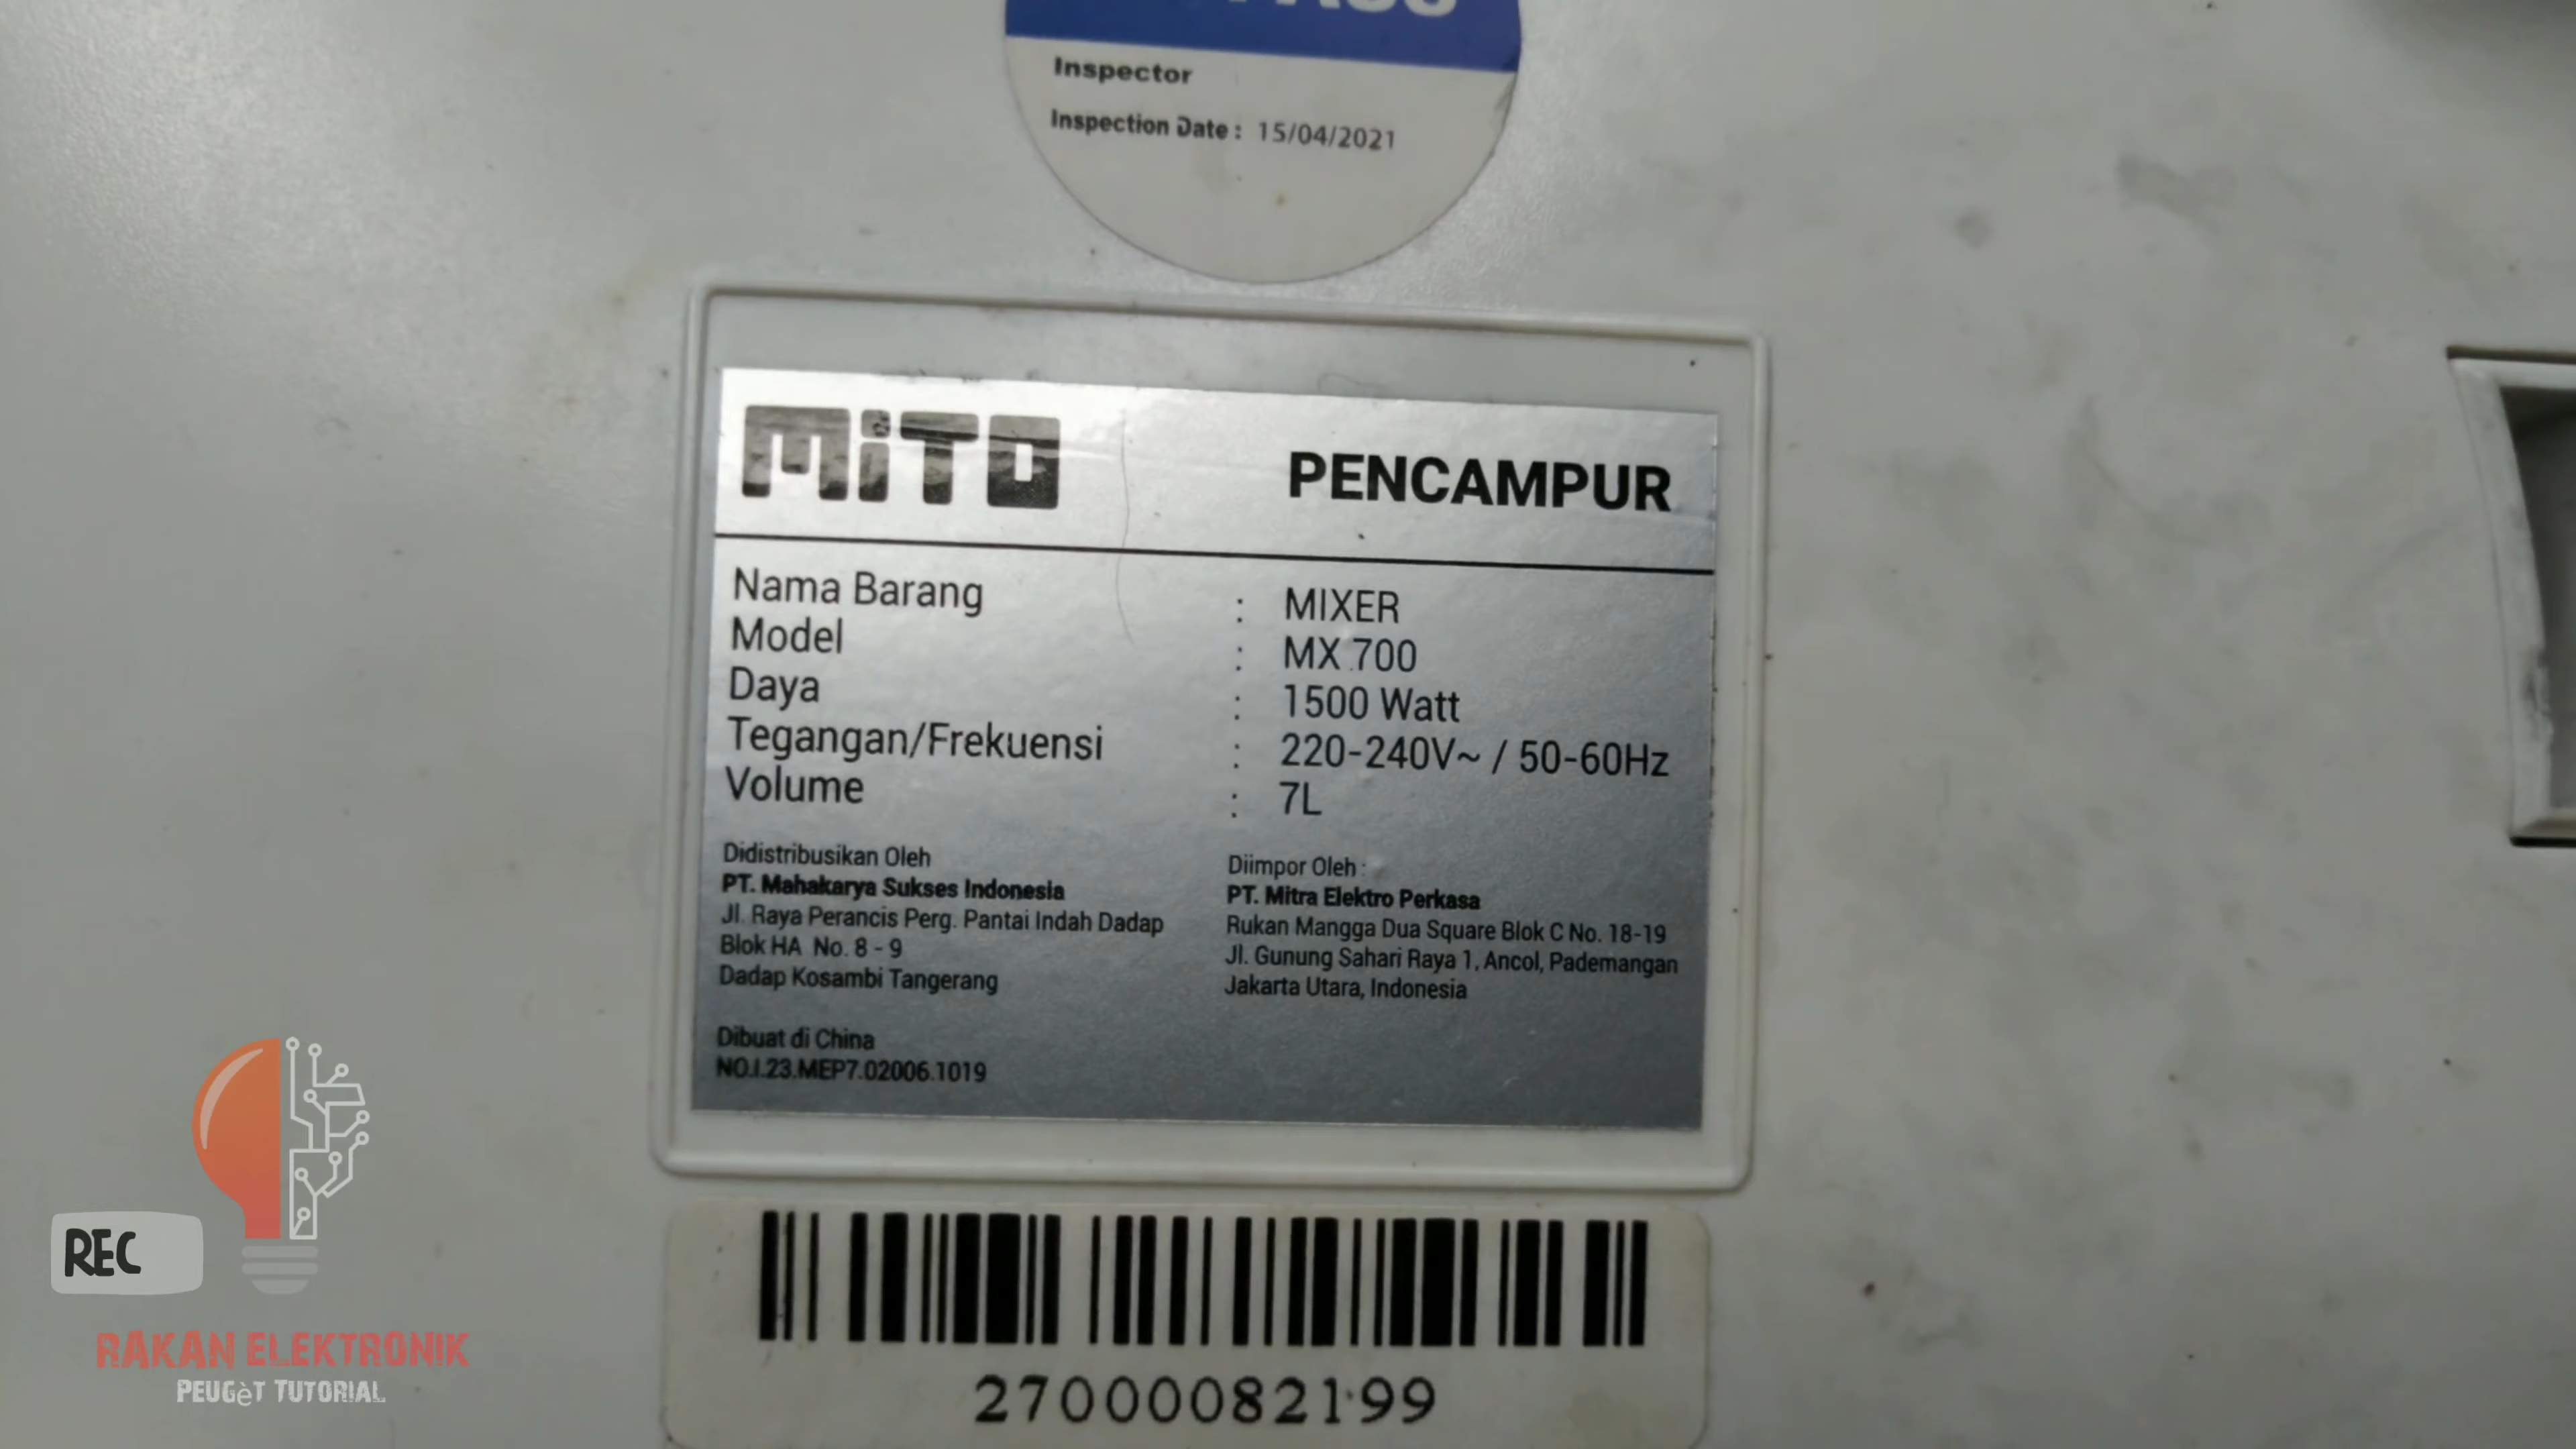 Inspector
Inspection Date : 15/04/2021
MiTO
PENCAMPUR
Nama Barang : MIXER
Model : MX 700
Daya : 1500 Watt
Tegangan/Frekuensi : 220-240V~ / 50-60Hz
Volume : 7L
Didistribusikan Oleh
PT. Mahakarya Sukses Indonesia
Jl. Raya Perancis Perg. Pantai Indah Dadap
Blok HA No. 8 - 9
Dadap Kosambi Tangerang
Diimpor Oleh :
PT. Mitra Elektro Perkasa
Rukan Mangga Dua Square Blok C No. 18-19
Jl. Gunung Sahari Raya 1, Ancol, Pademangan
Jakarta Utara, Indonesia
Dibuat di China
NO.I.23.MEP7.02006.1019
27000082199
REC
RAKAN ELEKTRONIK
PEUGèT TUTORIAL